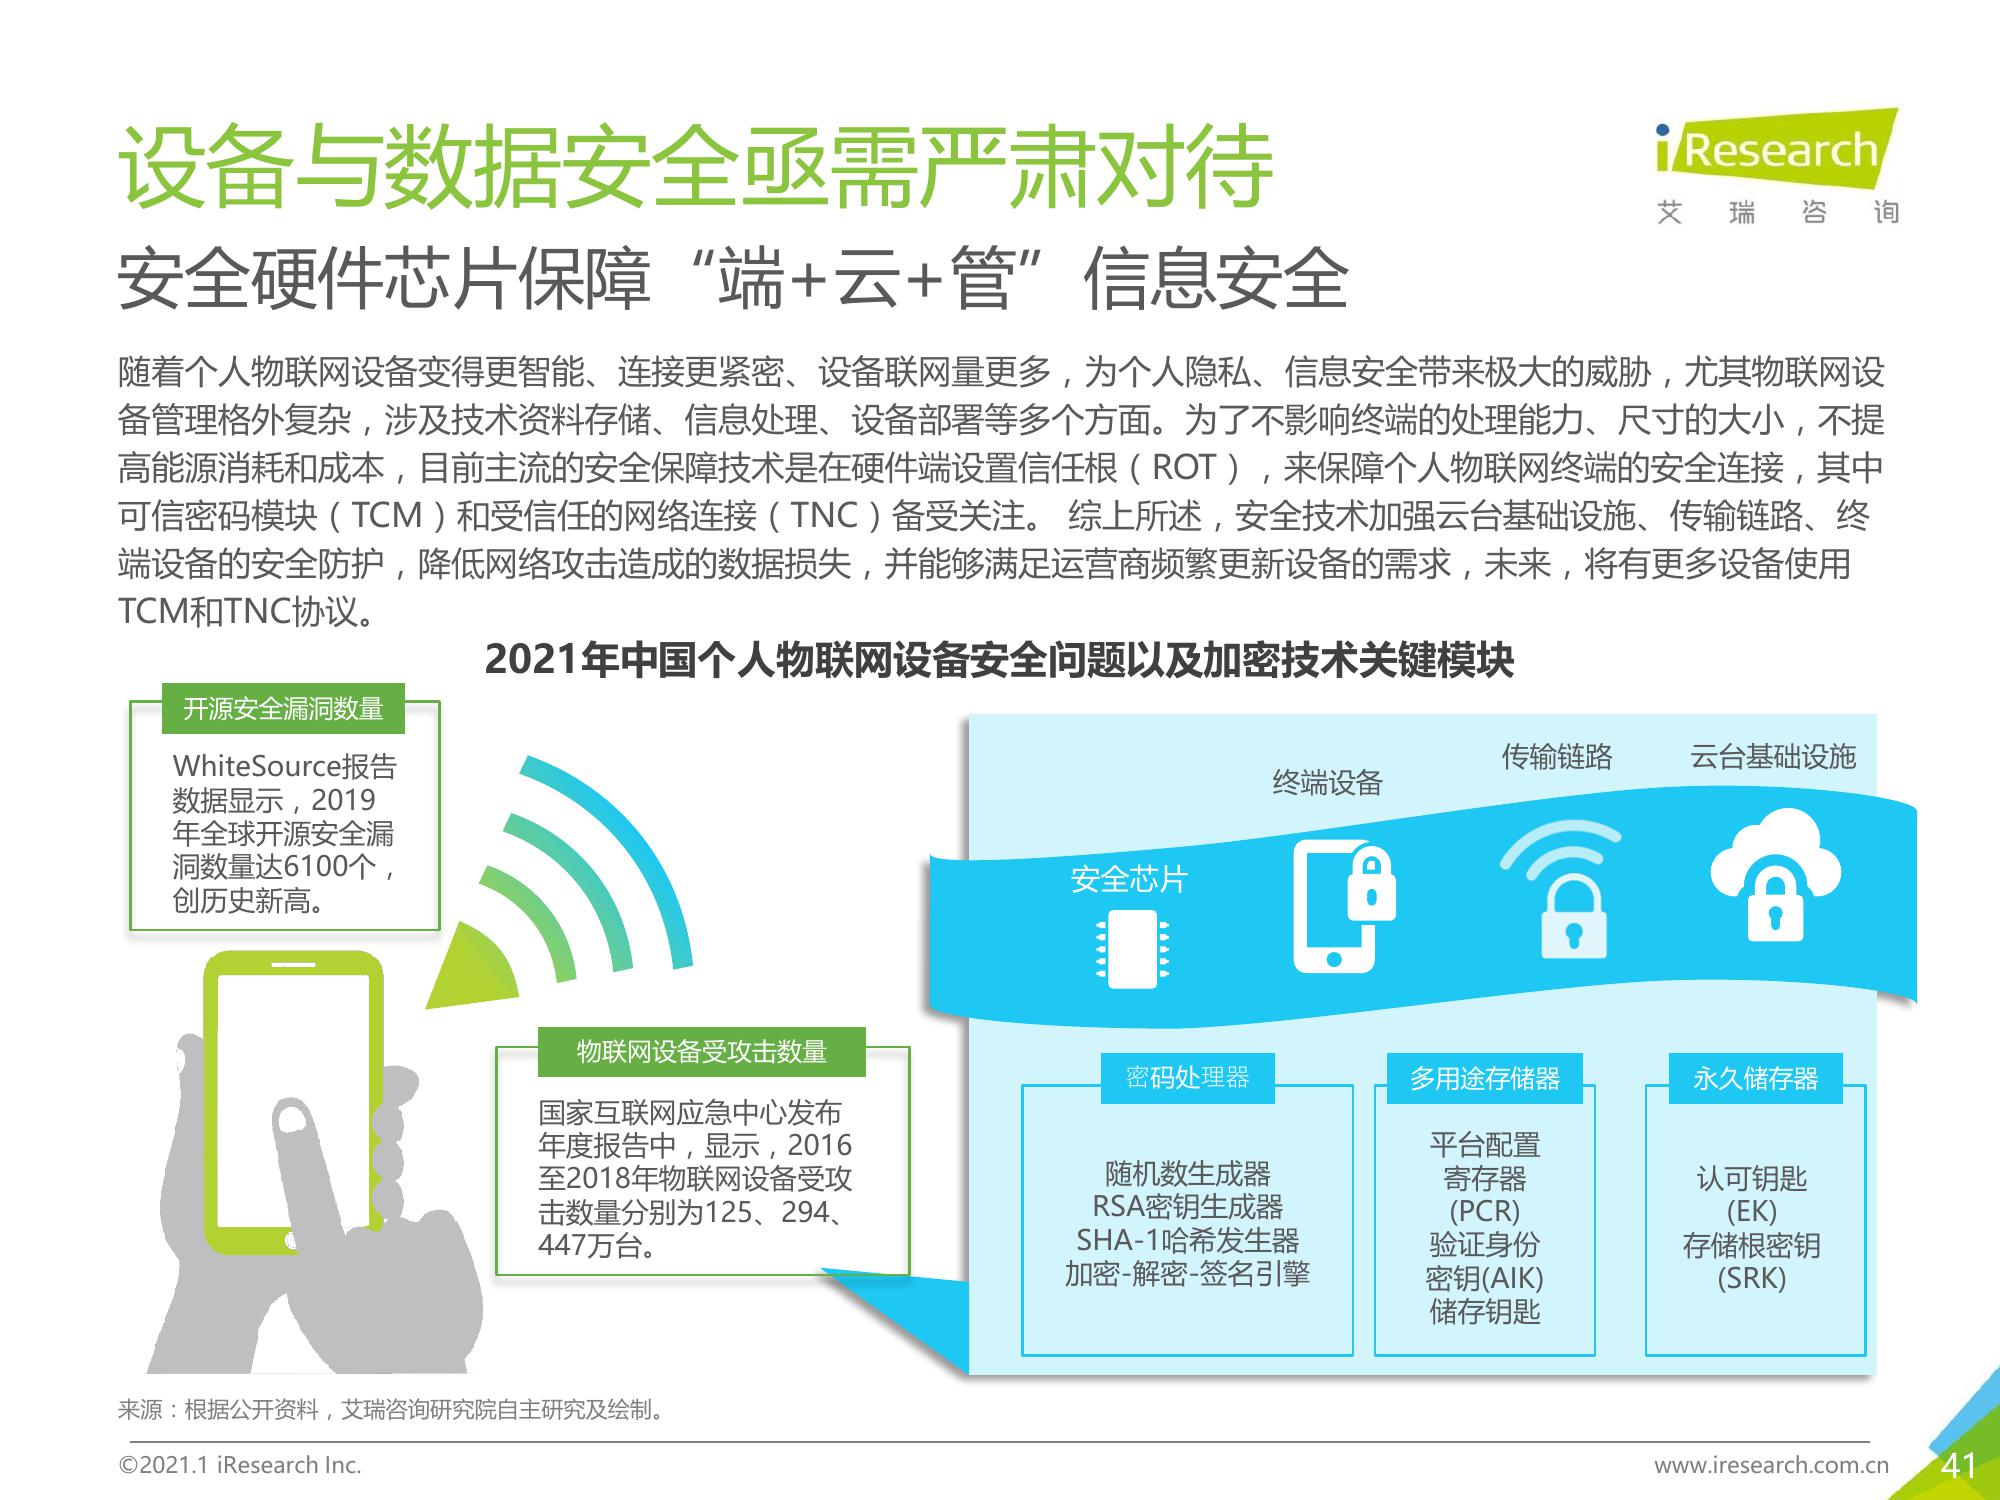 设备与数据安全亟需严肃对待
iResearch
艾瑞咨询
安全硬件芯片保障“端+云+管”信息安全
随着个人物联网设备变得更智能、连接更紧密、设备联网量更多，为个人隐私、信息安全带来极大的威胁，尤其物联网设
备管理格外复杂，涉及技术资料存储、信息处理、设备部署等多个方面。为了不影响终端的处理能力、尺寸的大小，不提
高能源消耗和成本，目前主流的安全保障技术是在硬件端设置信任根（ROT），来保障个人物联网终端的安全连接，其中
可信密码模块（TCM）和受信任的网络连接（TNC）备受关注。 综上所述，安全技术加强云台基础设施、传输链路、终
端设备的安全防护，降低网络攻击造成的数据损失，并能够满足运营商频繁更新设备的需求，未来，将有更多设备使用
TCM和TNC协议。
2021年中国个人物联网设备安全问题以及加密技术关键模块
开源安全漏洞数量
WhiteSource报告
数据显示，2019
年全球开源安全漏
洞数量达6100个，
创历史新高。
物联网设备受攻击数量
国家互联网应急中心发布
年度报告中，显示，2016
至2018年物联网设备受攻
击数量分别为125、294、
447万台。
安全芯片
终端设备
传输链路
云台基础设施
密码处理器
随机数生成器
RSA密钥生成器
SHA-1哈希发生器
加密-解密-签名引擎
多用途存储器
平台配置
寄存器
(PCR)
验证身份
密钥(AIK)
储存钥匙
永久储存器
认可钥匙
(EK)
存储根密钥
(SRK)
来源：根据公开资料，艾瑞咨询研究院自主研究及绘制。
©2021.1 iResearch Inc.
www.iresearch.com.cn
41